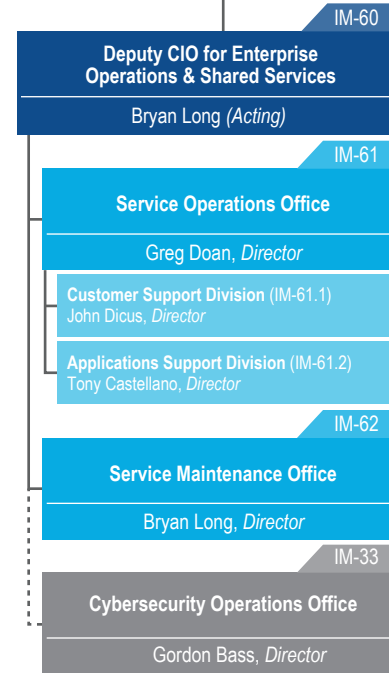 IM-60
Deputy CIO for Enterprise
Operations & Shared Services
Bryan Long (Acting)
IM-61
Service Operations Office
Greg Doan, Director
Customer Support Division (IM-61.1)
John Dicus, Director
Applications Support Division (IM-61.2)
Tony Castellano, Director
IM-62
Service Maintenance Office
Bryan Long, Director
IM-33
Cybersecurity Operations Office
Gordon Bass, Director